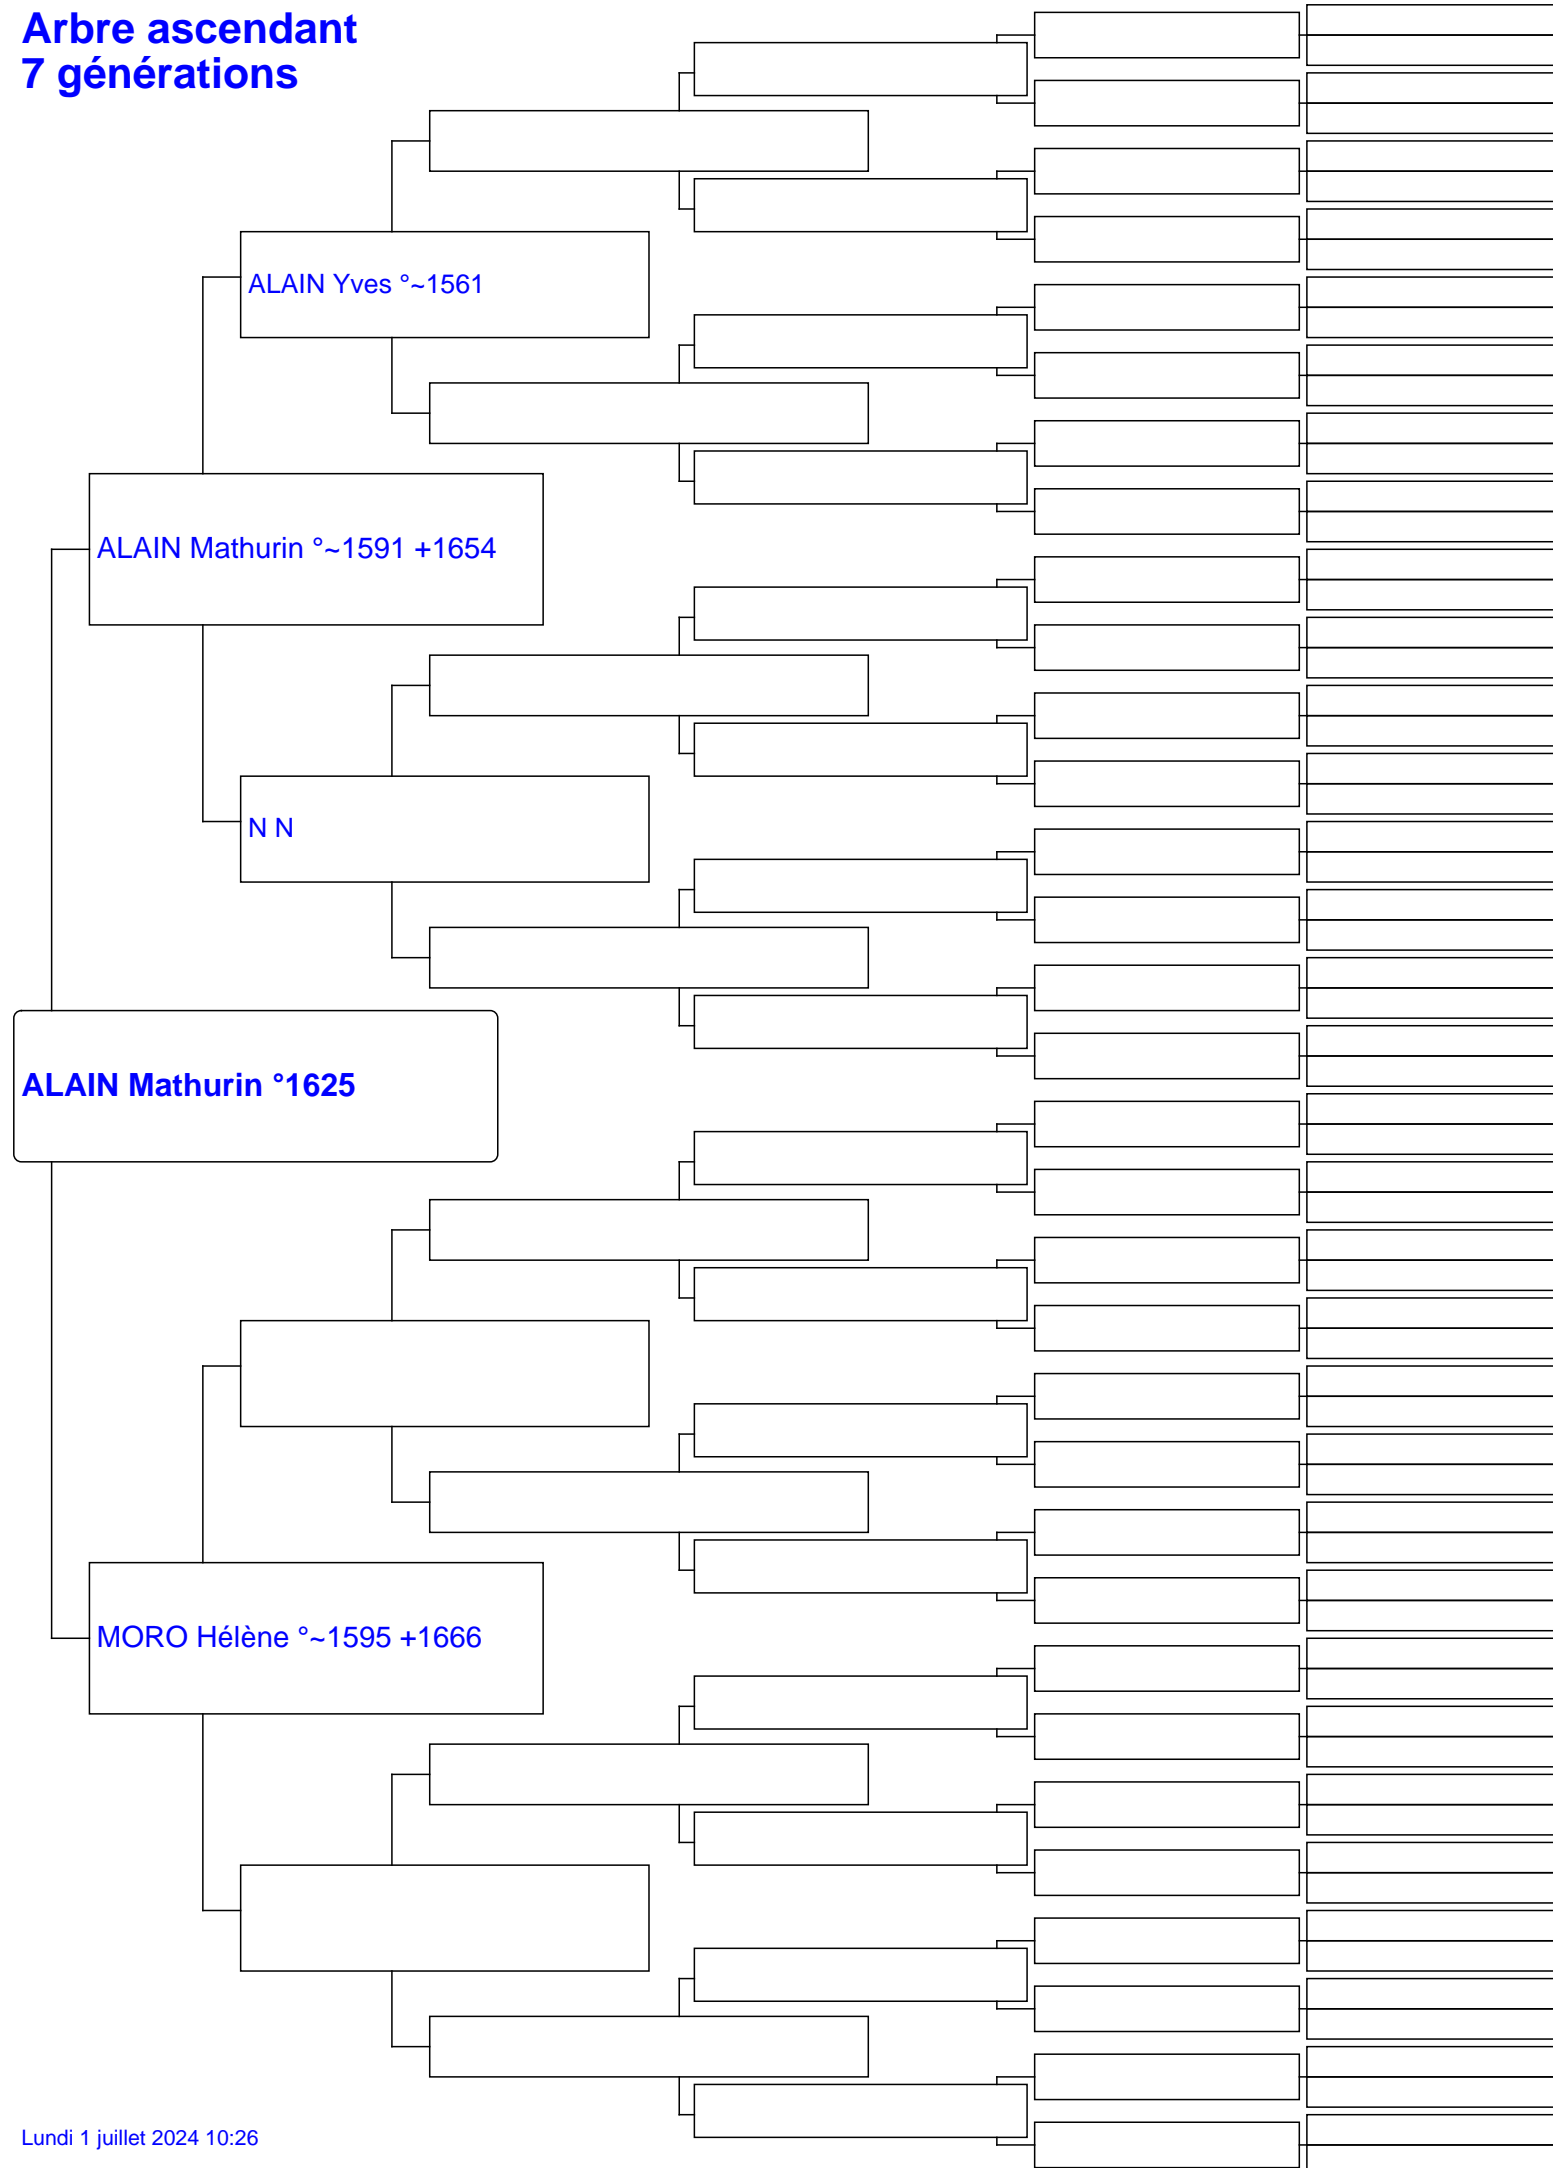 Arbre ascendant
7 générations
ALAIN Yves °~1561
ALAIN Mathurin °~1591 +1654
N N
ALAIN Mathurin °1625
MORO Hélène °~1595 +1666
Lundi 1 juillet 2024 10:26